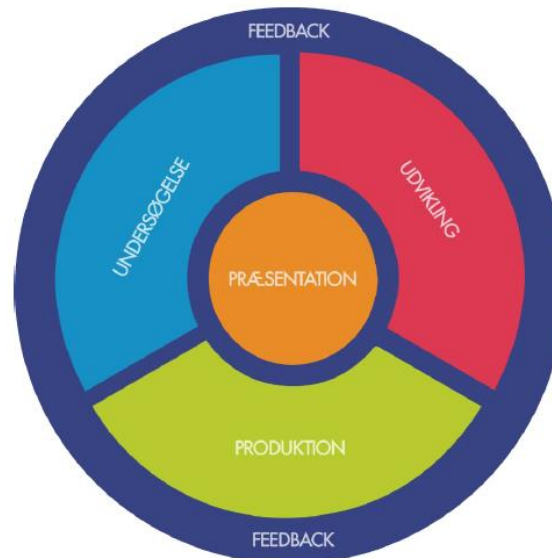 FEEDBACK
UNDERSØGELSE
UDVIKLING
PRÆSENTATION
PRODUKTION
FEEDBACK